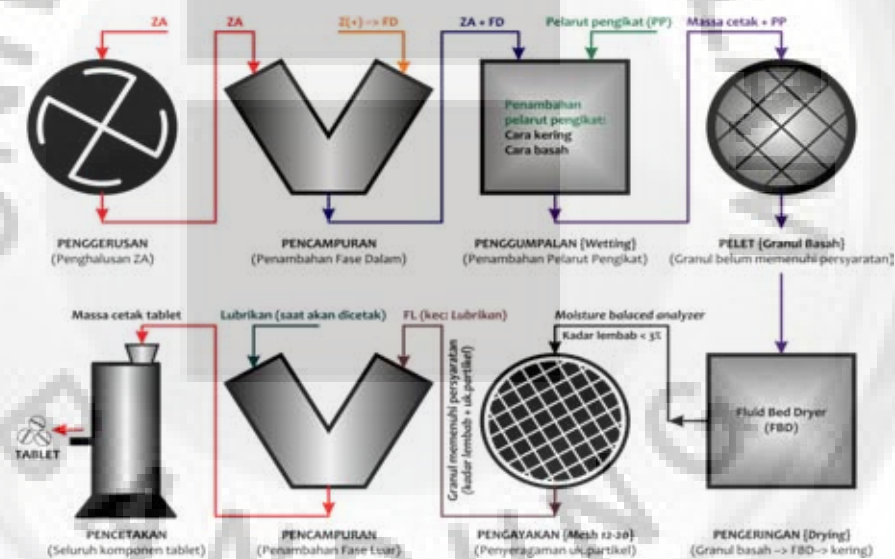 ZA
ZA
Z(+) --> FD
ZA + FD
Pelarut pengikat (PP)
Massa cetak + PP
Penambahan
pelarut pengikat:
Cara kering
Cara basah
PENGGERUSAN
(Penghalusan ZA)
PENCAMPURAN
(Penambahan Fase Dalam)
PENGGUMPALAN {Wetting}
(Penambahan Pelarut Pengikat)
PELET {Granul Basah}
(Granul belum memenuhi persyaratan)
Massa cetak tablet
Lubrikan (saat akan dicetak)
FL (kec: Lubrikan)
Moisture balaced analyzer
Kadar lembab < 3%
Granul memenuhi persyaratan
(kadar lembab + uk.partikel)
Fluid Bed Dryer
(FBD)
TABLET
PENCETAKAN
(Seluruh komponen tablet)
PENCAMPURAN
(Penambahan Fase Luar)
PENGAYAKAN {Mesh 12-20}
(Penyeragaman uk.partikel)
PENGERINGAN {Drying}
(Granul basah --> FBD--> kering)